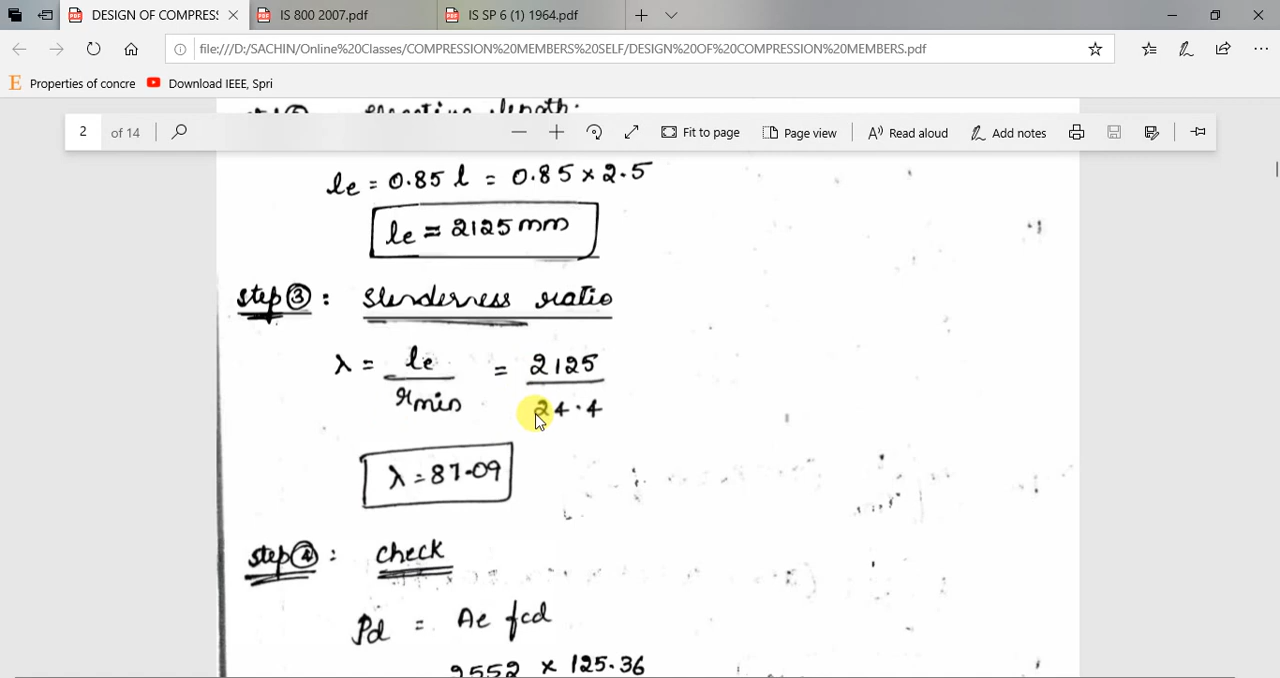 DESIGN OF COMPRESS
IS 800 2007.pdf
IS SP 6 (1) 1964.pdf
file:///D:/SACHIN/Online%20Classes/COMPRESSION%20MEMBERS%20SELF/DESIGN%20OF%20COMPRESSION%20MEMBERS.pdf
E Properties of concre
Download IEEE, Spri
length.
2 of 14
Fit to page
Page view
A Read aloud
Add notes
le = 0.85 l = 0.85 × 2.5
le = 2125 mm
step ③ : Slenderness ratio
λ = le / rmin = 2125 / 24.4
λ = 87.09
step ④ : Check
Pd = Ae fcd
2552 × 125.36